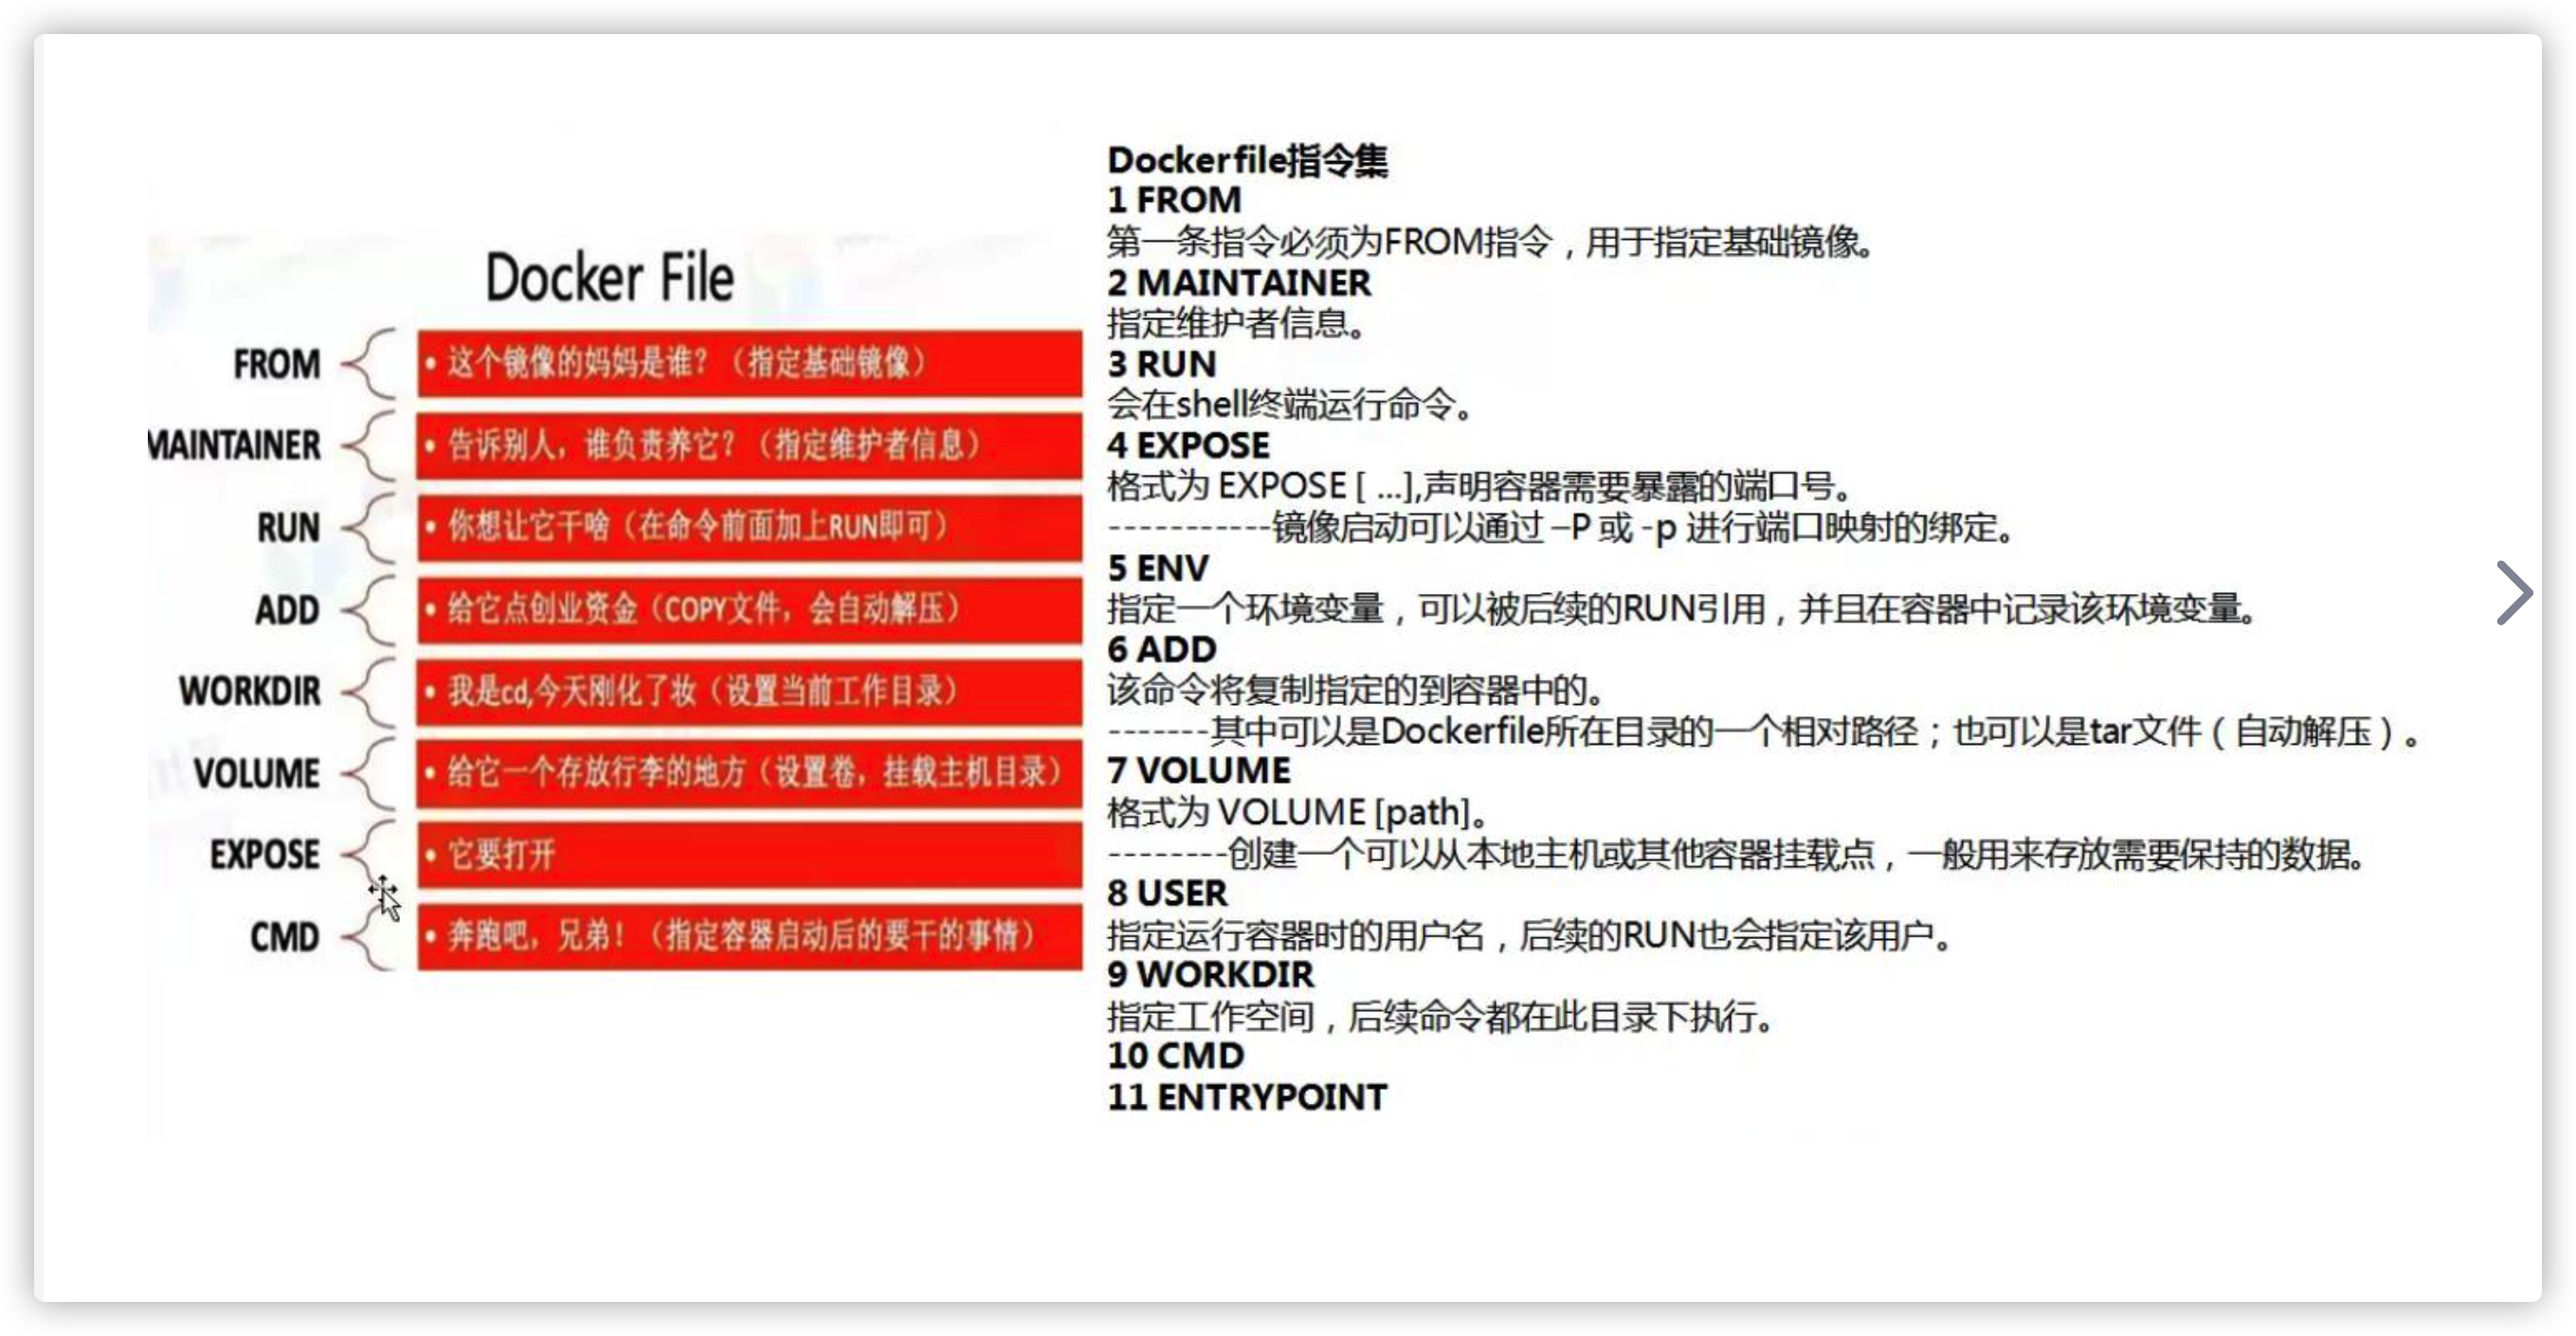 Docker File
FROM
• 这个镜像的妈妈是谁？（指定基础镜像）
MAINTAINER
• 告诉别人，谁负责养它？（指定维护者信息）
RUN
• 你想让它干啥（在命令前面加上RUN即可）
ADD
• 给它点创业资金（COPY文件，会自动解压）
WORKDIR
• 我是cd,今天刚化了妆（设置当前工作目录）
VOLUME
• 给它一个存放行李的地方（设置卷，挂载主机目录）
EXPOSE
• 它要打开
CMD
• 奔跑吧，兄弟！（指定容器启动后的要干的事情）
Dockerfile指令集
1 FROM
第一条指令必须为FROM指令，用于指定基础镜像。
2 MAINTAINER
指定维护者信息。
3 RUN
会在shell终端运行命令。
4 EXPOSE
格式为 EXPOSE [ ...],声明容器需要暴露的端口号。
-----------镜像启动可以通过 –P 或 -p 进行端口映射的绑定。
5 ENV
指定一个环境变量，可以被后续的RUN引用，并且在容器中记录该环境变量。
6 ADD
该命令将复制指定的到容器中的。
-------其中可以是Dockerfile所在目录的一个相对路径；也可以是tar文件（自动解压）。
7 VOLUME
格式为 VOLUME [path]。
--------创建一个可以从本地主机或其他容器挂载点，一般用来存放需要保持的数据。
8 USER
指定运行容器时的用户名，后续的RUN也会指定该用户。
9 WORKDIR
指定工作空间，后续命令都在此目录下执行。
10 CMD
11 ENTRYPOINT